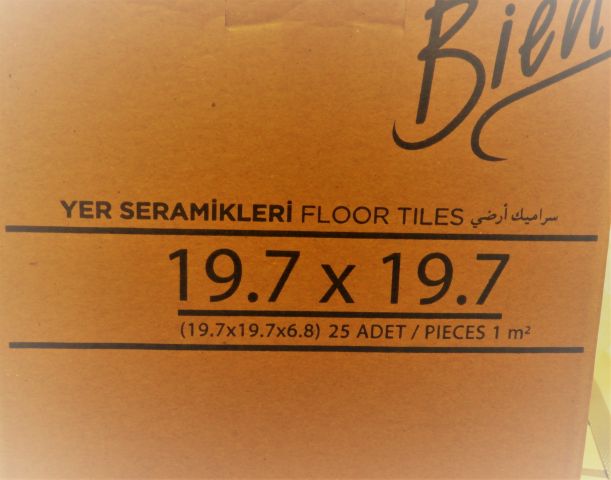 Bien
YER SERAMİKLERİ FLOOR TILES سراميك أرضي
19.7 x 19.7
(19.7x19.7x6.8) 25 ADET / PIECES 1 m²